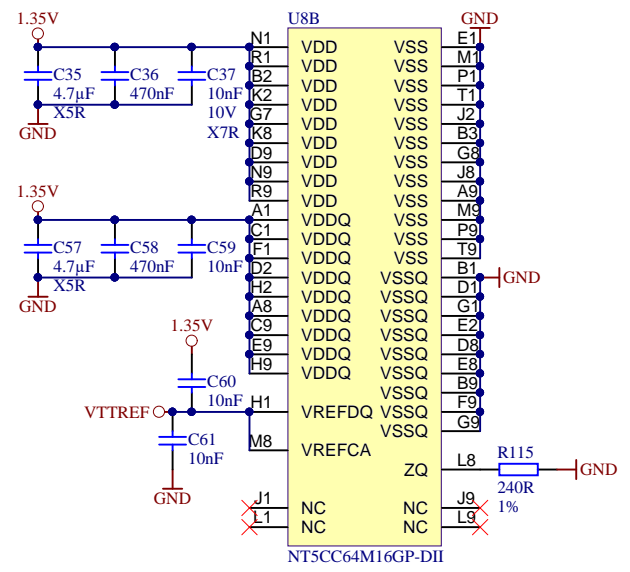 U8B
1.35V
C35
4.7µF
X5R
C36
470nF
C37
10nF
10V
X7R
GND
N1 VDD
R1 VDD
B2 VDD
K2 VDD
G7 VDD
K8 VDD
D9 VDD
N9 VDD
R9 VDD
1.35V
C57
4.7µF
X5R
C58
470nF
C59
10nF
GND
A1 VDDQ
C1 VDDQ
F1 VDDQ
D2 VDDQ
H2 VDDQ
A8 VDDQ
C9 VDDQ
E9 VDDQ
H9 VDDQ
1.35V
C60
10nF
VTTREF
C61
10nF
GND
H1 VREFDQ
M8 VREFCA
J1 NC
L1 NC
GND
VSS E1
VSS M1
VSS P1
VSS T1
VSS J2
VSS B3
VSS G8
VSS J8
VSS A9
VSS M9
VSS P9
VSS T9
VSSQ B1
GND
VSSQ D1
VSSQ G1
VSSQ E2
VSSQ D8
VSSQ E8
VSSQ B9
VSSQ F9
VSSQ G9
ZQ L8
R115
240R
1%
GND
NC J9
NC L9
NT5CC64M16GP-DII